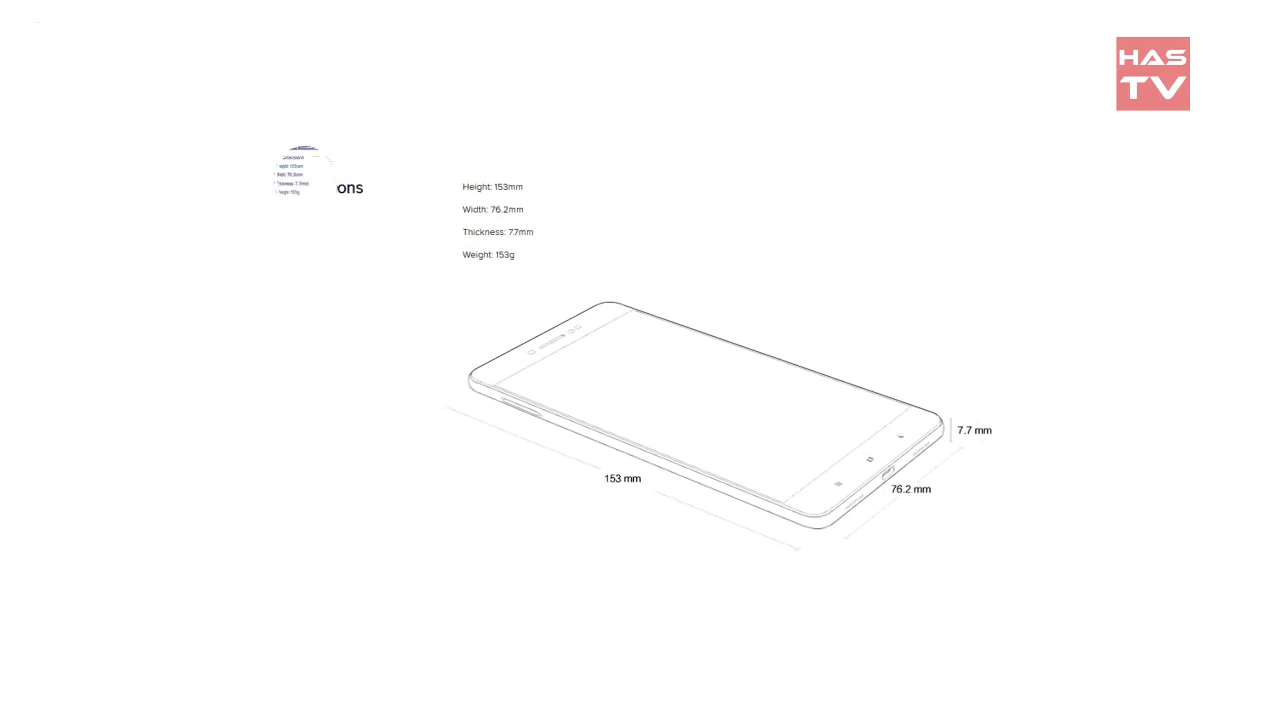 HAS
TV
ons
Height: 153mm
Width: 76.2mm
Thickness: 7.7mm
Weight: 153g
7.7 mm
153 mm
76.2 mm